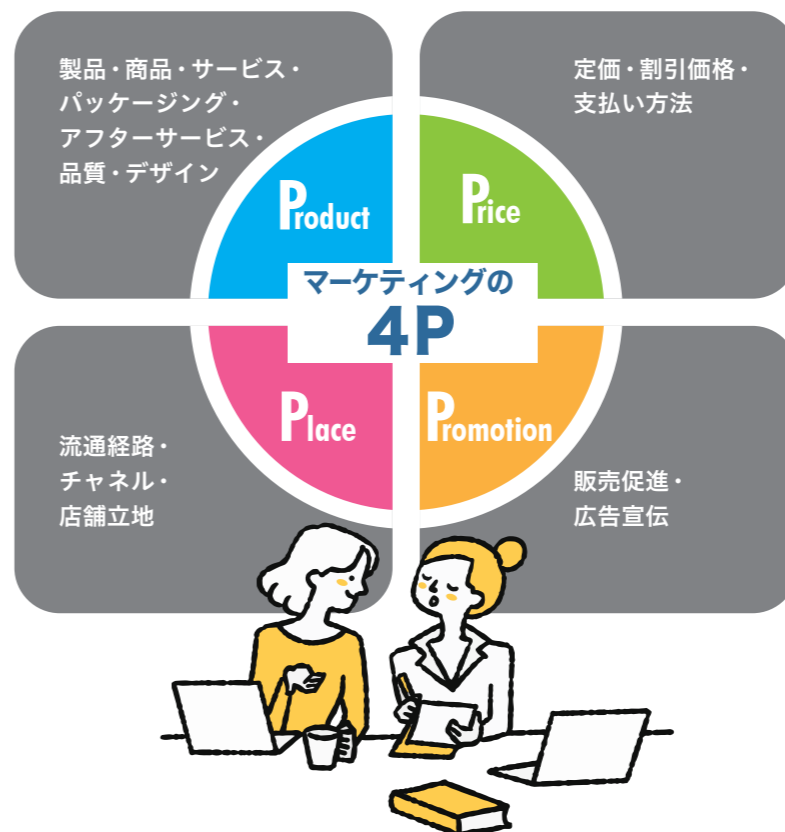 製品・商品・サービス・
パッケージング・
アフターサービス・
品質・デザイン
定価・割引価格・
支払い方法
Product
Price
マーケティングの
4P
Place
Promotion
流通経路・
チャネル・
店舗立地
販売促進・
広告宣伝